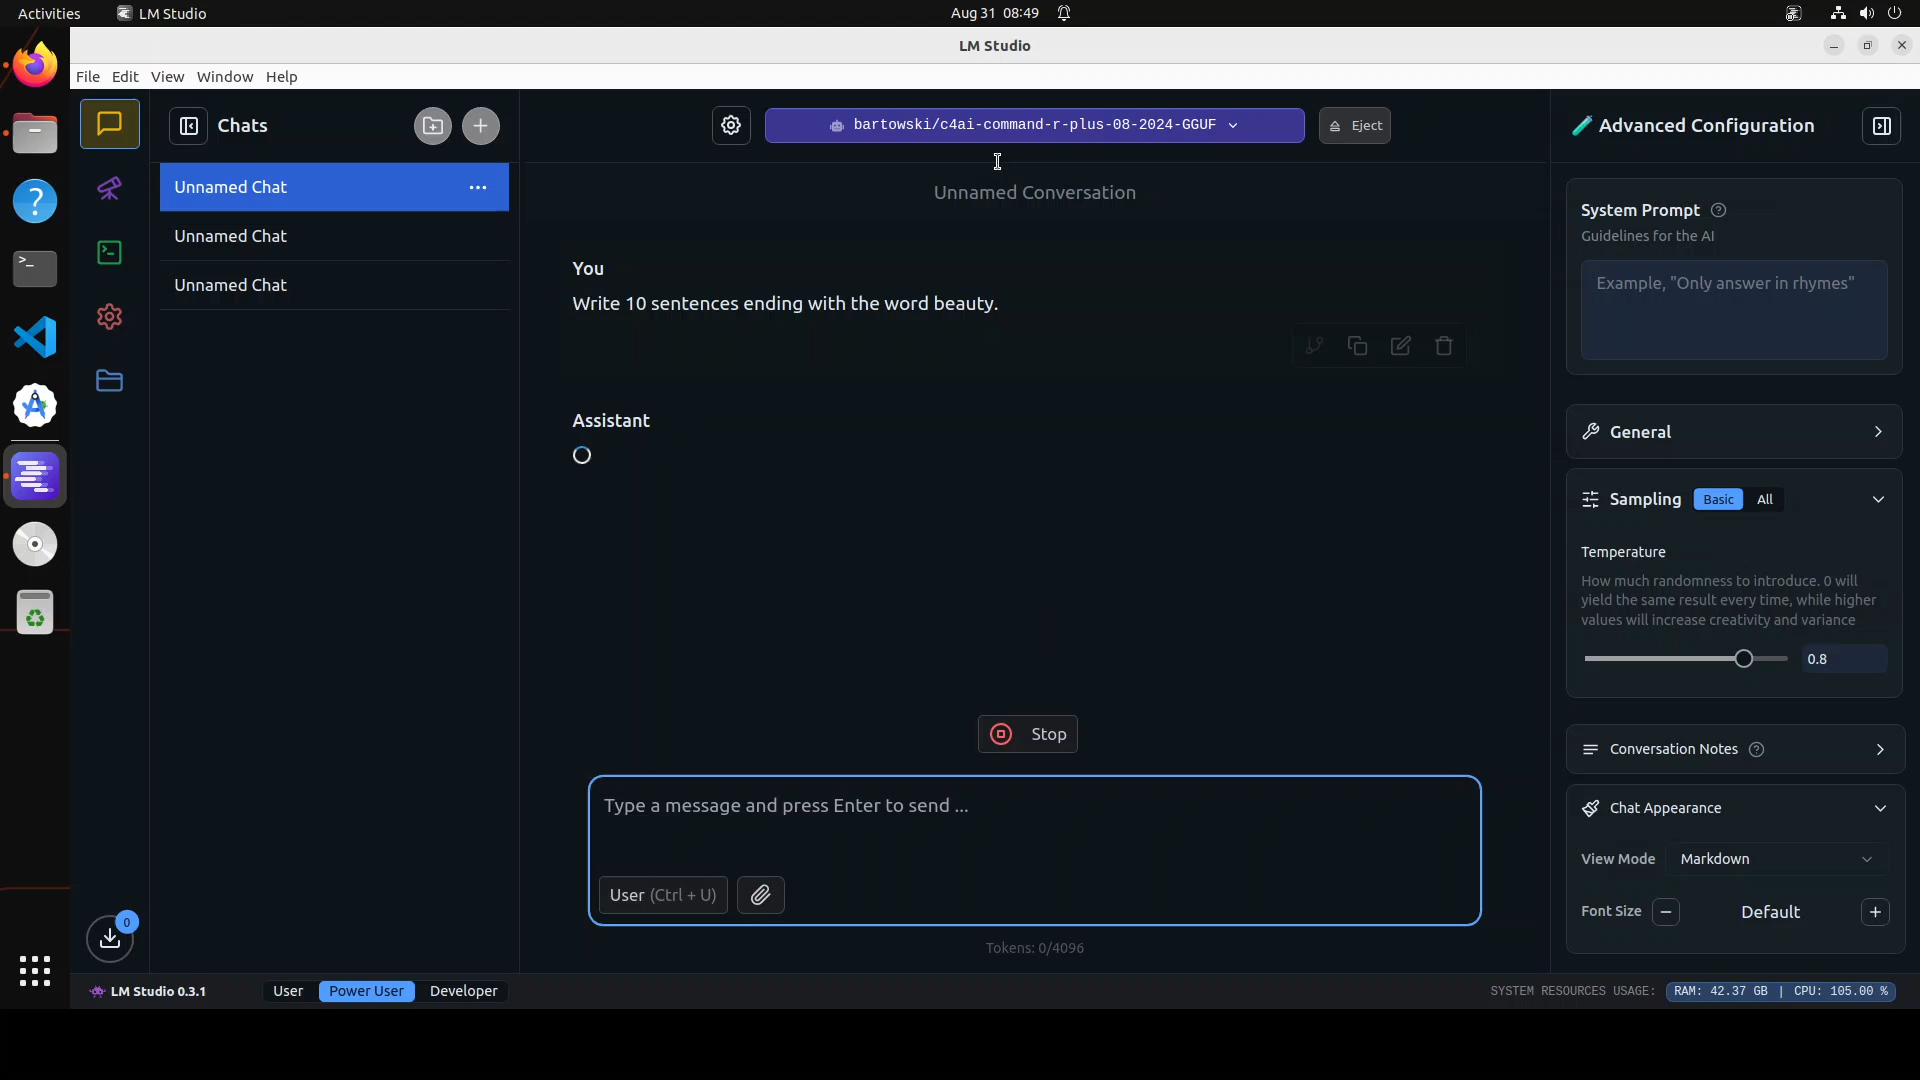 Activities
LM Studio
Aug 31 08:49
LM Studio
File Edit View Window Help
Chats
bartowski/c4ai-command-r-plus-08-2024-GGUF
Eject
Advanced Configuration
Unnamed Chat
Unnamed Chat
Unnamed Chat
Unnamed Conversation
You
Write 10 sentences ending with the word beauty.
Assistant
Stop
Type a message and press Enter to send ...
User (Ctrl + U)
Tokens: 0/4096
System Prompt
Guidelines for the AI
Example, "Only answer in rhymes"
General
Sampling Basic All
Temperature
How much randomness to introduce. 0 will
yield the same result every time, while higher
values will increase creativity and variance
0.8
Conversation Notes
Chat Appearance
View Mode Markdown
Font Size Default
0
LM Studio 0.3.1
User Power User Developer
SYSTEM RESOURCES USAGE: RAM: 42.37 GB | CPU: 105.00 %